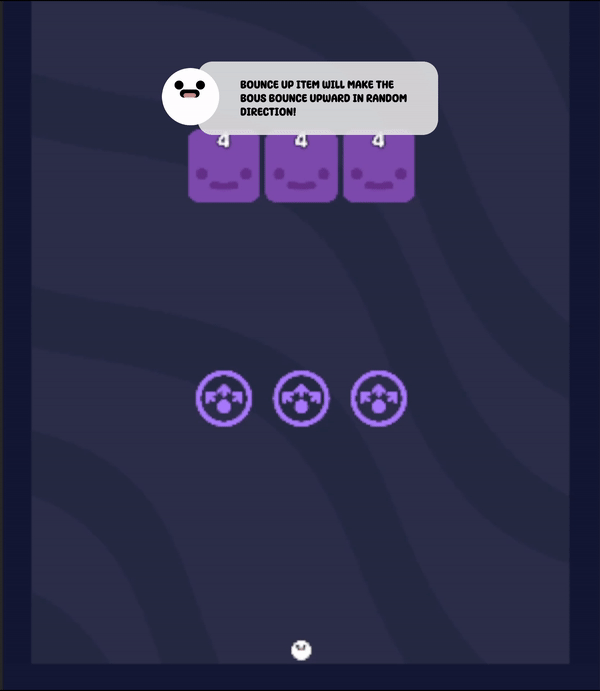 BOUNCE UP ITEM WILL MAKE THE
BOUS BOUNCE UPWARD IN RANDOM
DIRECTION!
4 4 4